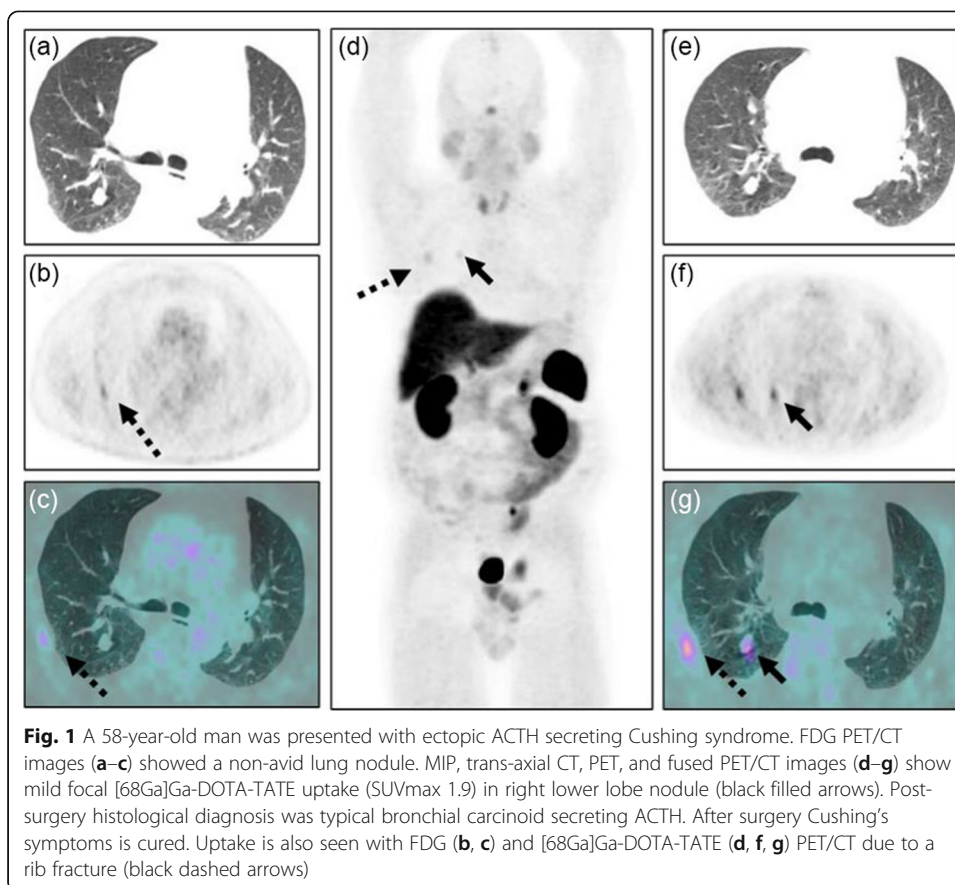 (a)
(d)
(e)
(b)
(f)
(c)
(g)
Fig. 1 A 58-year-old man was presented with ectopic ACTH secreting Cushing syndrome. FDG PET/CT
images (a–c) showed a non-avid lung nodule. MIP, trans-axial CT, PET, and fused PET/CT images (d–g) show
mild focal [68Ga]Ga-DOTA-TATE uptake (SUVmax 1.9) in right lower lobe nodule (black filled arrows). Post-
surgery histological diagnosis was typical bronchial carcinoid secreting ACTH. After surgery Cushing's
symptoms is cured. Uptake is also seen with FDG (b, c) and [68Ga]Ga-DOTA-TATE (d, f, g) PET/CT due to a
rib fracture (black dashed arrows)